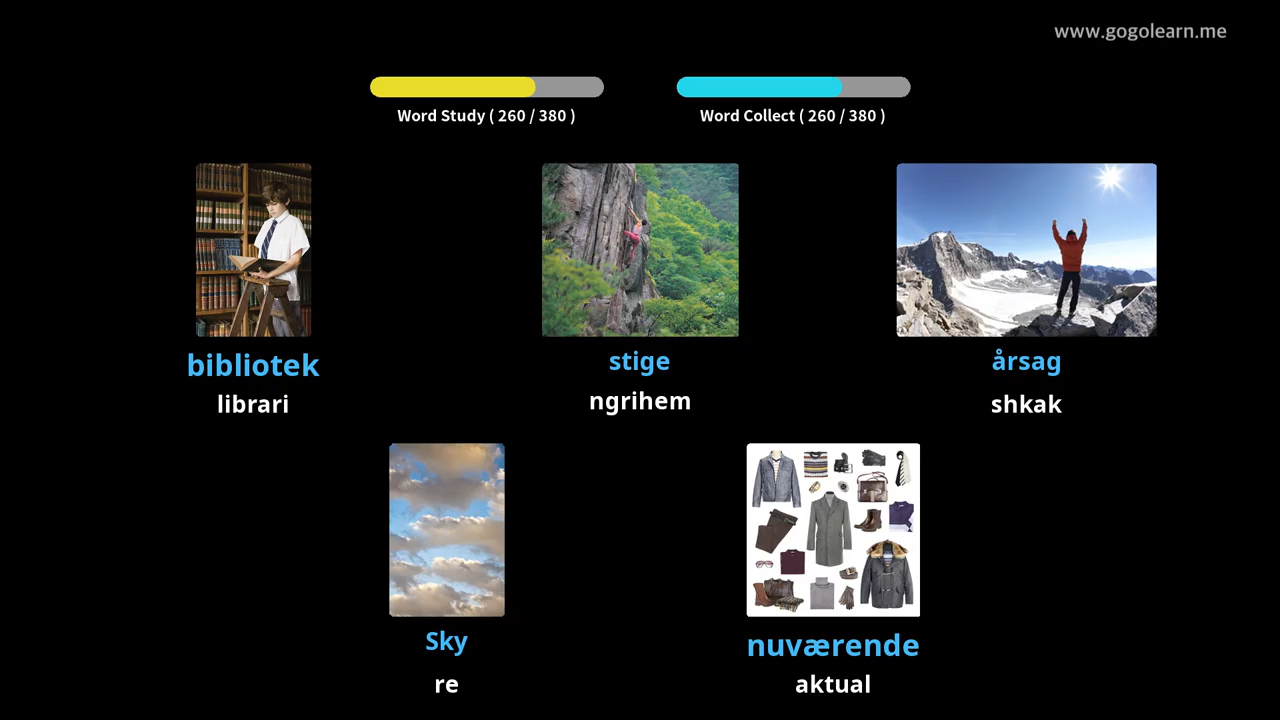 www.gogolearn.me
Word Study ( 260 / 380 )
Word Collect ( 260 / 380 )
bibliotek
librari
stige
ngrihem
årsag
shkak
Sky
re
nuværende
aktual